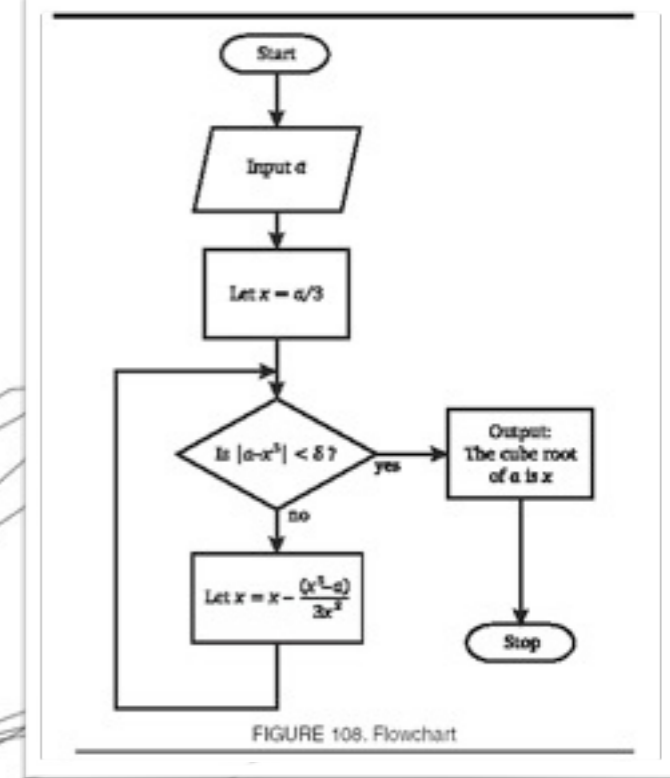 Start
Input a
Let x = a/3
Is |a-x³| < δ ?
yes
no
Output:
The cube root
of a is x
Let x = x - (x³-a)
3x²
Stop
FIGURE 108. Flowchart